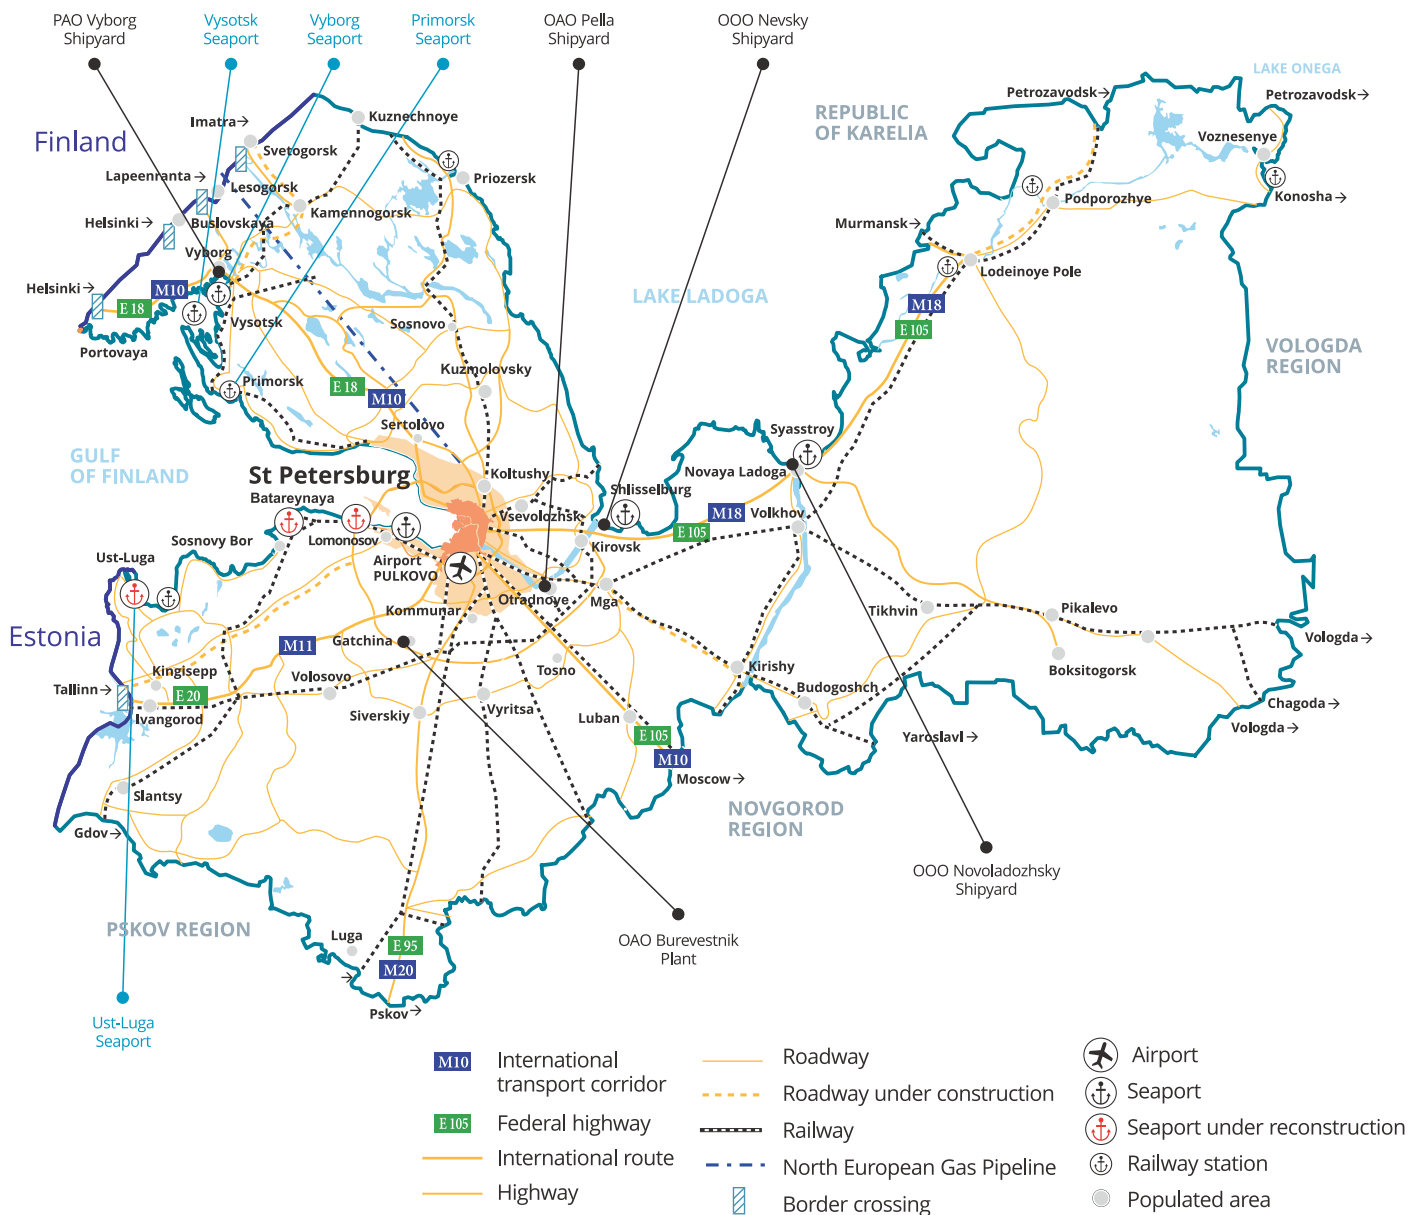 PAO Vyborg
Shipyard
Vysotsk
Seaport
Vyborg
Seaport
Primorsk
Seaport
OAO Pella
Shipyard
OOO Nevsky
Shipyard
LAKE ONEGA
Petrozavodsk→
Petrozavodsk→
REPUBLIC
OF KARELIA
Imatra→
Kuznechnoye
Finland
Svetogorsk
Voznesenye
Lapeenranta→
Lesogorsk
Priozersk
Konosha→
Kamennogorsk
Podporozhye
Helsinki→
Buslovskaya
Murmansk→
Vyborg
Lodeinoye Pole
Helsinki→
M10
E 18
LAKE LADOGA
M18
Vysotsk
Sosnovo
E 105
Portovaya
VOLOGDA
REGION
Kuzmolovsky
Primorsk
E 18
M10
Sertolovo
Syasstroy
GULF
OF FINLAND
St Petersburg
Koltushy
Novaya Ladoga
Batareynaya
Shlisselburg
Vsevolozhsk
M18
Volkhov
E 105
Sosnovy Bor
Lomonosov
Kirovsk
Ust-Luga
Airport
PULKOVO
Otradnoye
Mga
Kommunar
Tikhvin
Pikalevo
Estonia
M11
Gatchina
Vologda→
Boksitogorsk
Tosno
Kirishy
Kingisepp
Volosovo
Tallinn→
E 20
Budogoshch
Chagoda→
Ivangorod
Siverskiy
Vyritsa
Luban
Vologda→
E 105
Yaroslavl→
M10
Moscow→
Slantsy
NOVGOROD
REGION
Gdov→
OOO Novoladozhsky
Shipyard
PSKOV REGION
Luga
E 95
OAO Burevestnik
Plant
M20
→
Pskov→
Ust-Luga
Seaport
M10
International
transport corridor
E 105
Federal highway
International route
Highway
Roadway
Roadway under construction
Railway
North European Gas Pipeline
Border crossing
Airport
Seaport
Seaport under reconstruction
Railway station
Populated area